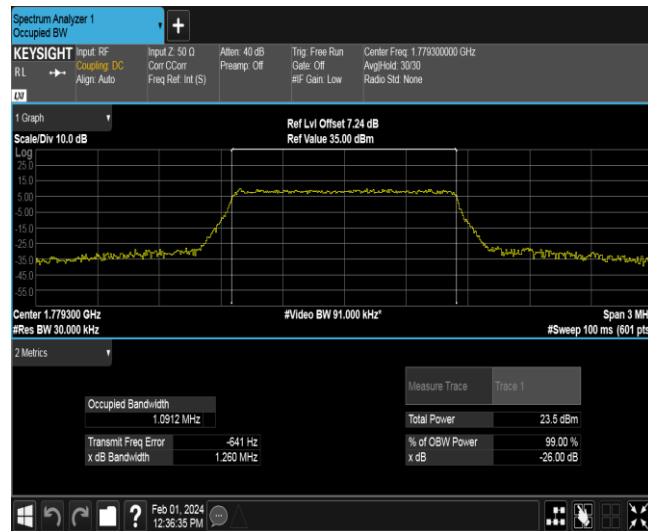 Spectrum Analyzer 1
Occupied BW
+
KEYSIGHT
RL
LXI
Input: RF
Coupling: DC
Align: Auto
Input Z: 50 Ω
Corr CCorr
Freq Ref: Int (S)
Atten: 40 dB
Preamp: Off
Trig: Free Run
Gate: Off
#IF Gain: Low
Center Freq: 1.779300000 GHz
Avg|Hold: 30/30
Radio Std: None
1 Graph
Scale/Div 10.0 dB
Ref Lvl Offset 7.24 dB
Ref Value 35.00 dBm
Log
25.0
15.0
5.00
-5.00
-15.0
-25.0
-35.0
-45.0
-55.0
Center 1.779300 GHz
#Video BW 91.000 kHz*
Span 3 MH
#Res BW 30.000 kHz
#Sweep 100 ms (601 pts
2 Metrics
Measure Trace Trace 1
Occupied Bandwidth
1.0912 MHz
Total Power 23.5 dBm
Transmit Freq Error -641 Hz
% of OBW Power 99.00 %
x dB Bandwidth 1.260 MHz
x dB -26.00 dB
?
Feb 01, 2024
12:36:35 PM